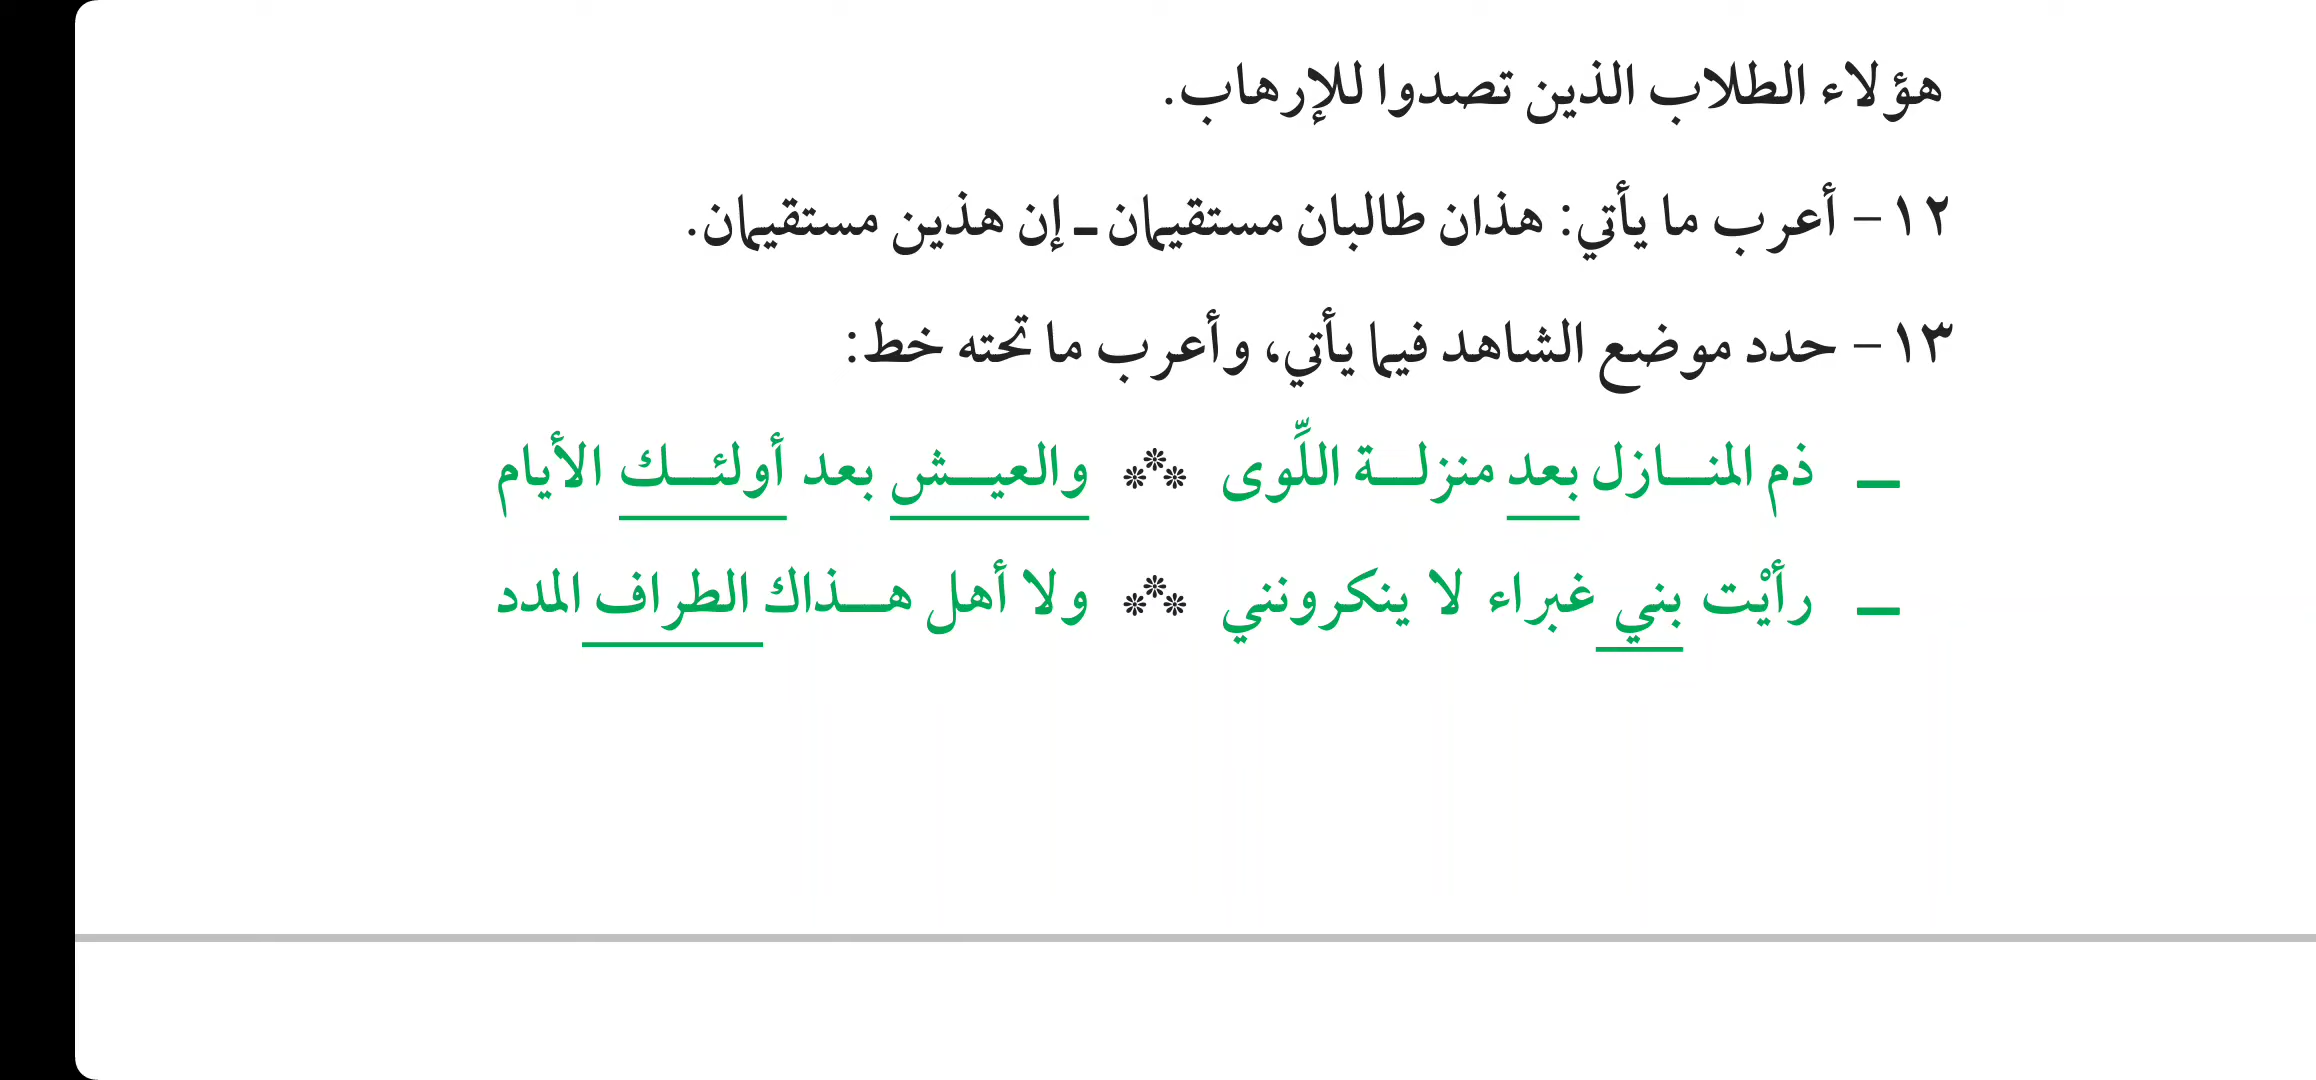 هؤلاء الطلاب الذين تصدوا للإرهاب.
١٢ – أعرب ما يأتي: هذان طالبان مستقيمان ـ إن هذين مستقيمان.
١٣ – حدد موضع الشاهد فيما يأتي، وأعرب ما تحته خط:
ـ ذم المنـــازل بعد منزلـــة اللِّوى ⁂ والعيـــش بعد أولئـــك الأيام
ـ رأيْت بني غبراء لا ينكرونني ⁂ ولا أهل هـــذاك الطراف المدد